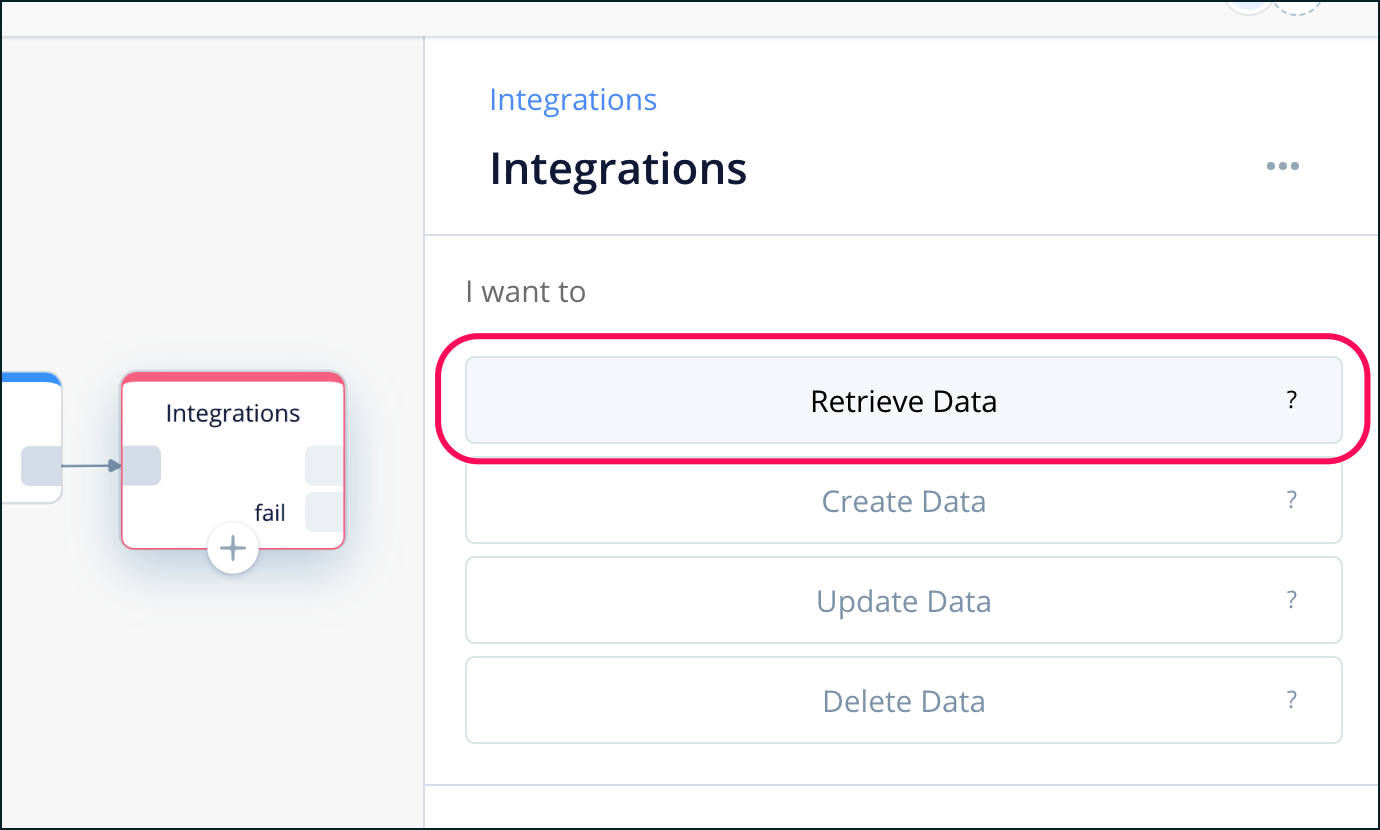 Integrations
Integrations
I want to
Retrieve Data ?
Create Data ?
Update Data ?
Delete Data ?
Integrations
fail